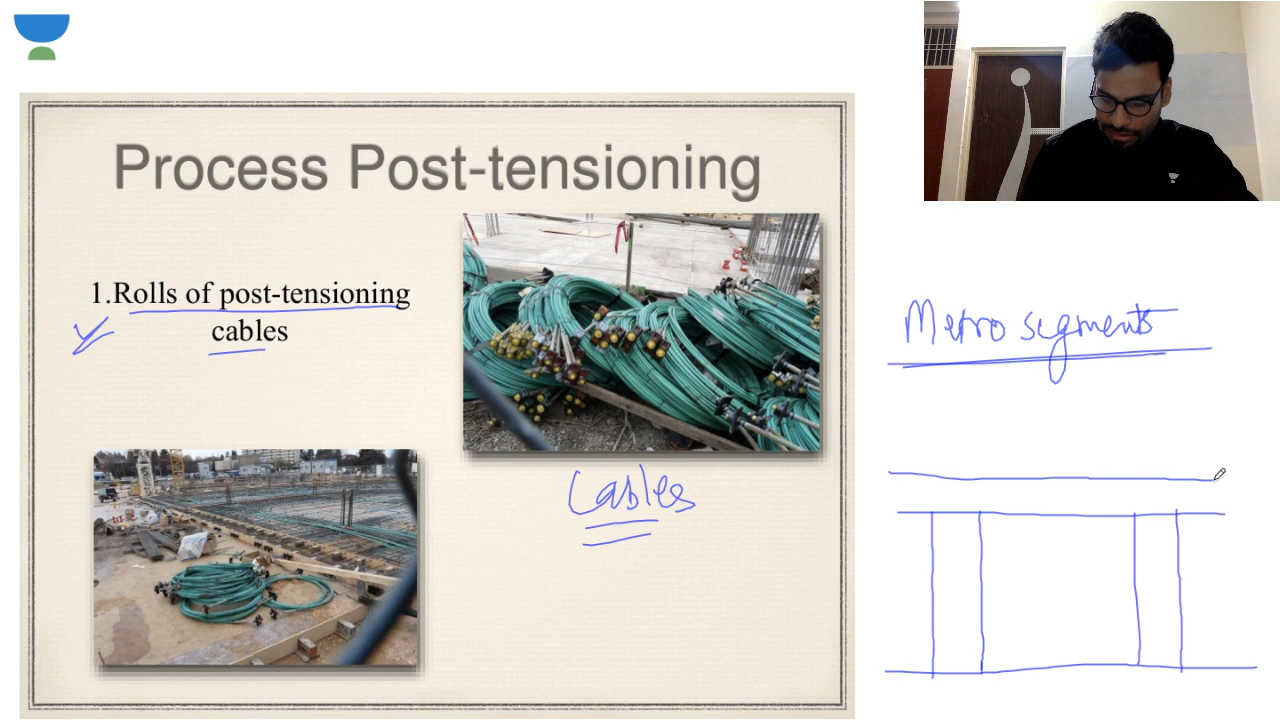 Process Post-tensioning
1.Rolls of post-tensioning
cables
Cables
Metro segments